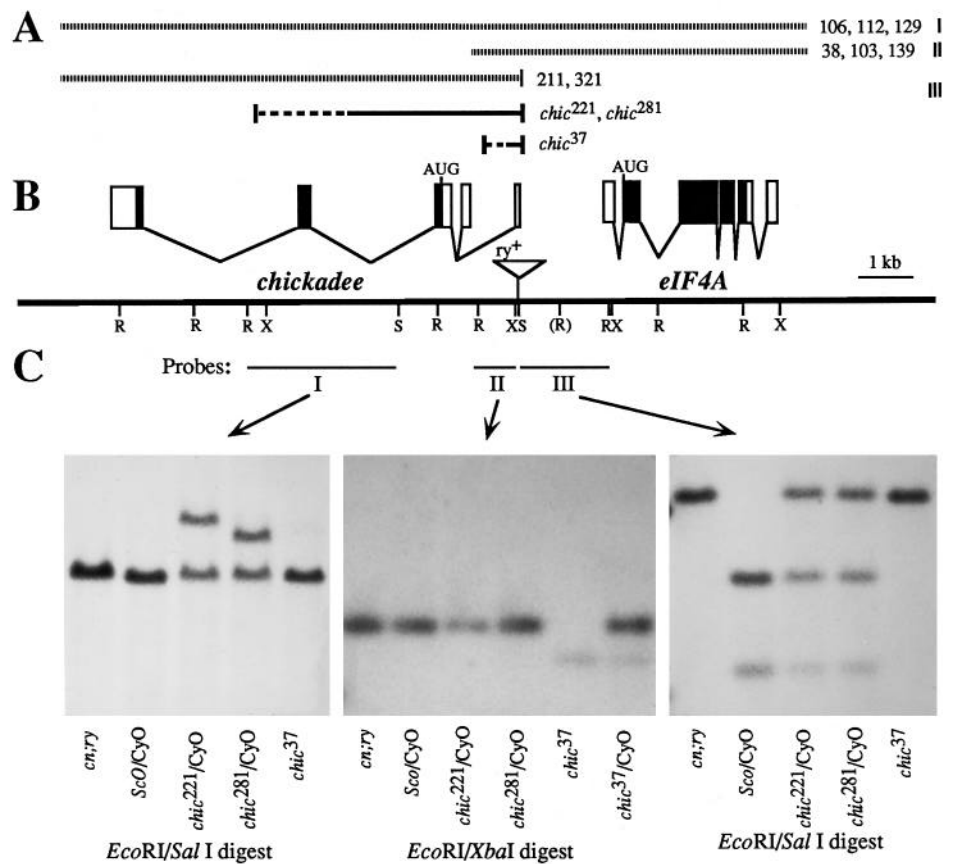 A
106, 112, 129 I
38, 103, 139 II
211, 321 III
chic221, chic281
chic37
B
AUG
AUG
ry+
chickadee
eIF4A
1 kb
R R R X S R R XS (R) RX R R X
C
Probes:
I II III
cn;ry
ScO/CyO
chic221/CyO
chic281/CyO
chic37
EcoRI/Sal I digest
cn;ry
Sco/CyO
chic221/CyO
chic281/CyO
chic37
chic37/CyO
EcoRI/XbaI digest
cn;ry
Sco/CyO
chic221/CyO
chic281/CyO
chic37
EcoRI/Sal I digest